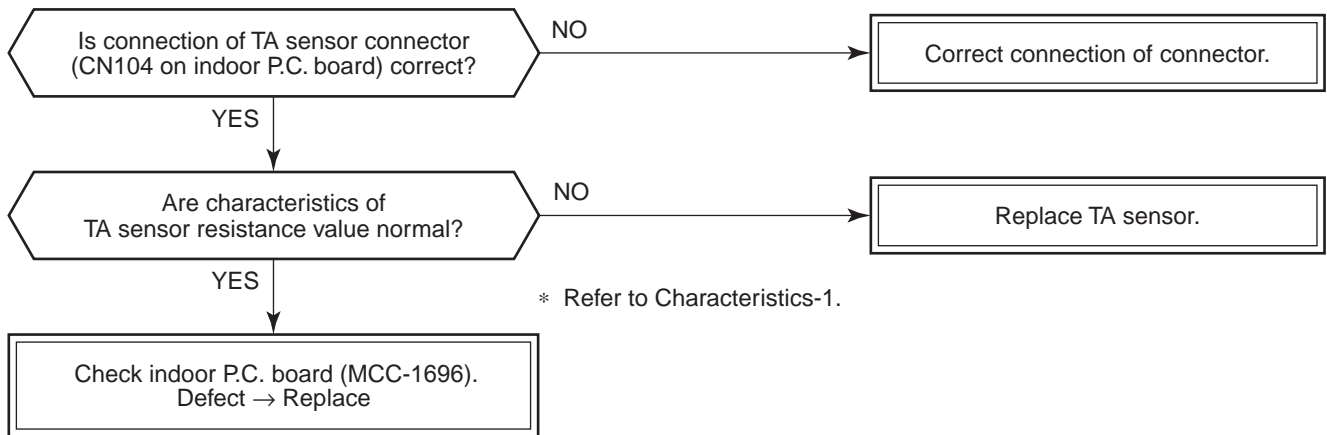 Is connection of TA sensor connector
(CN104 on indoor P.C. board) correct?
NO
Correct connection of connector.
YES
Are characteristics of
TA sensor resistance value normal?
NO
Replace TA sensor.
YES
* Refer to Characteristics-1.
Check indoor P.C. board (MCC-1696).
Defect → Replace